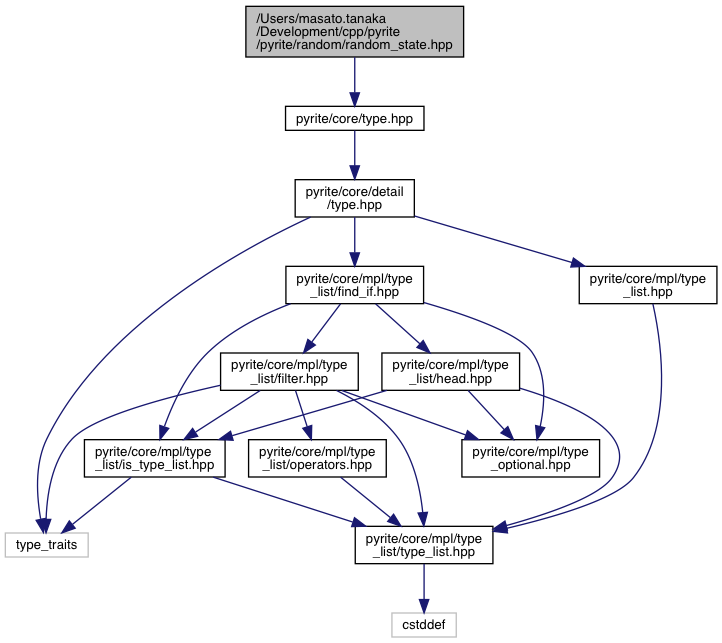 /Users/masato.tanaka
/Development/cpp/pyrite
/pyrite/random/random_state.hpp
pyrite/core/type.hpp
pyrite/core/detail
/type.hpp
pyrite/core/mpl/type
_list/find_if.hpp
pyrite/core/mpl/type
_list.hpp
pyrite/core/mpl/type
_list/filter.hpp
pyrite/core/mpl/type
_list/head.hpp
pyrite/core/mpl/type
_list/is_type_list.hpp
pyrite/core/mpl/type
_list/operators.hpp
pyrite/core/mpl/type
_optional.hpp
type_traits
pyrite/core/mpl/type
_list/type_list.hpp
cstddef